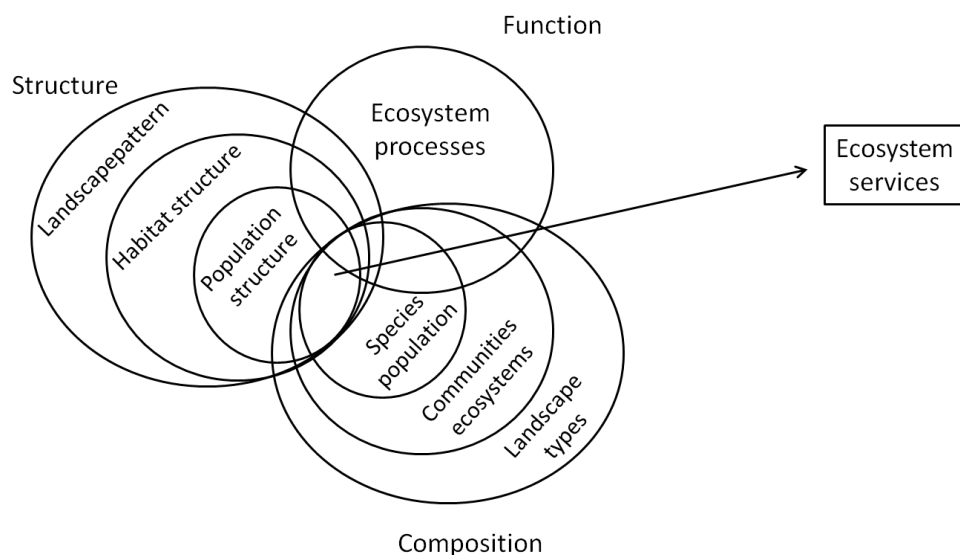 Function
Structure
Ecosystem
processes
Ecosystem
services
Landscapepattern
Habitat structure
Population
structure
Species
population
Communities
ecosystems
Landscape
types
Composition